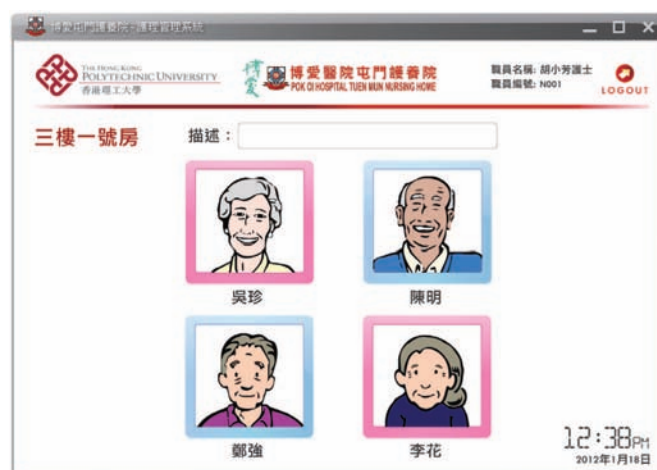 博愛屯門護養院 - 護理管理系統
THE HONG KONG
POLYTECHNIC UNIVERSITY
香港理工大學
博愛
博愛醫院屯門護養院
POK OI HOSPITAL TUEN MUN NURSING HOME
職員名稱: 胡小芳護士
職員編號: N001
LOGOUT
三樓一號房
描述：
吳珍
陳明
鄭強
李花
12:38PM
2012年1月18日